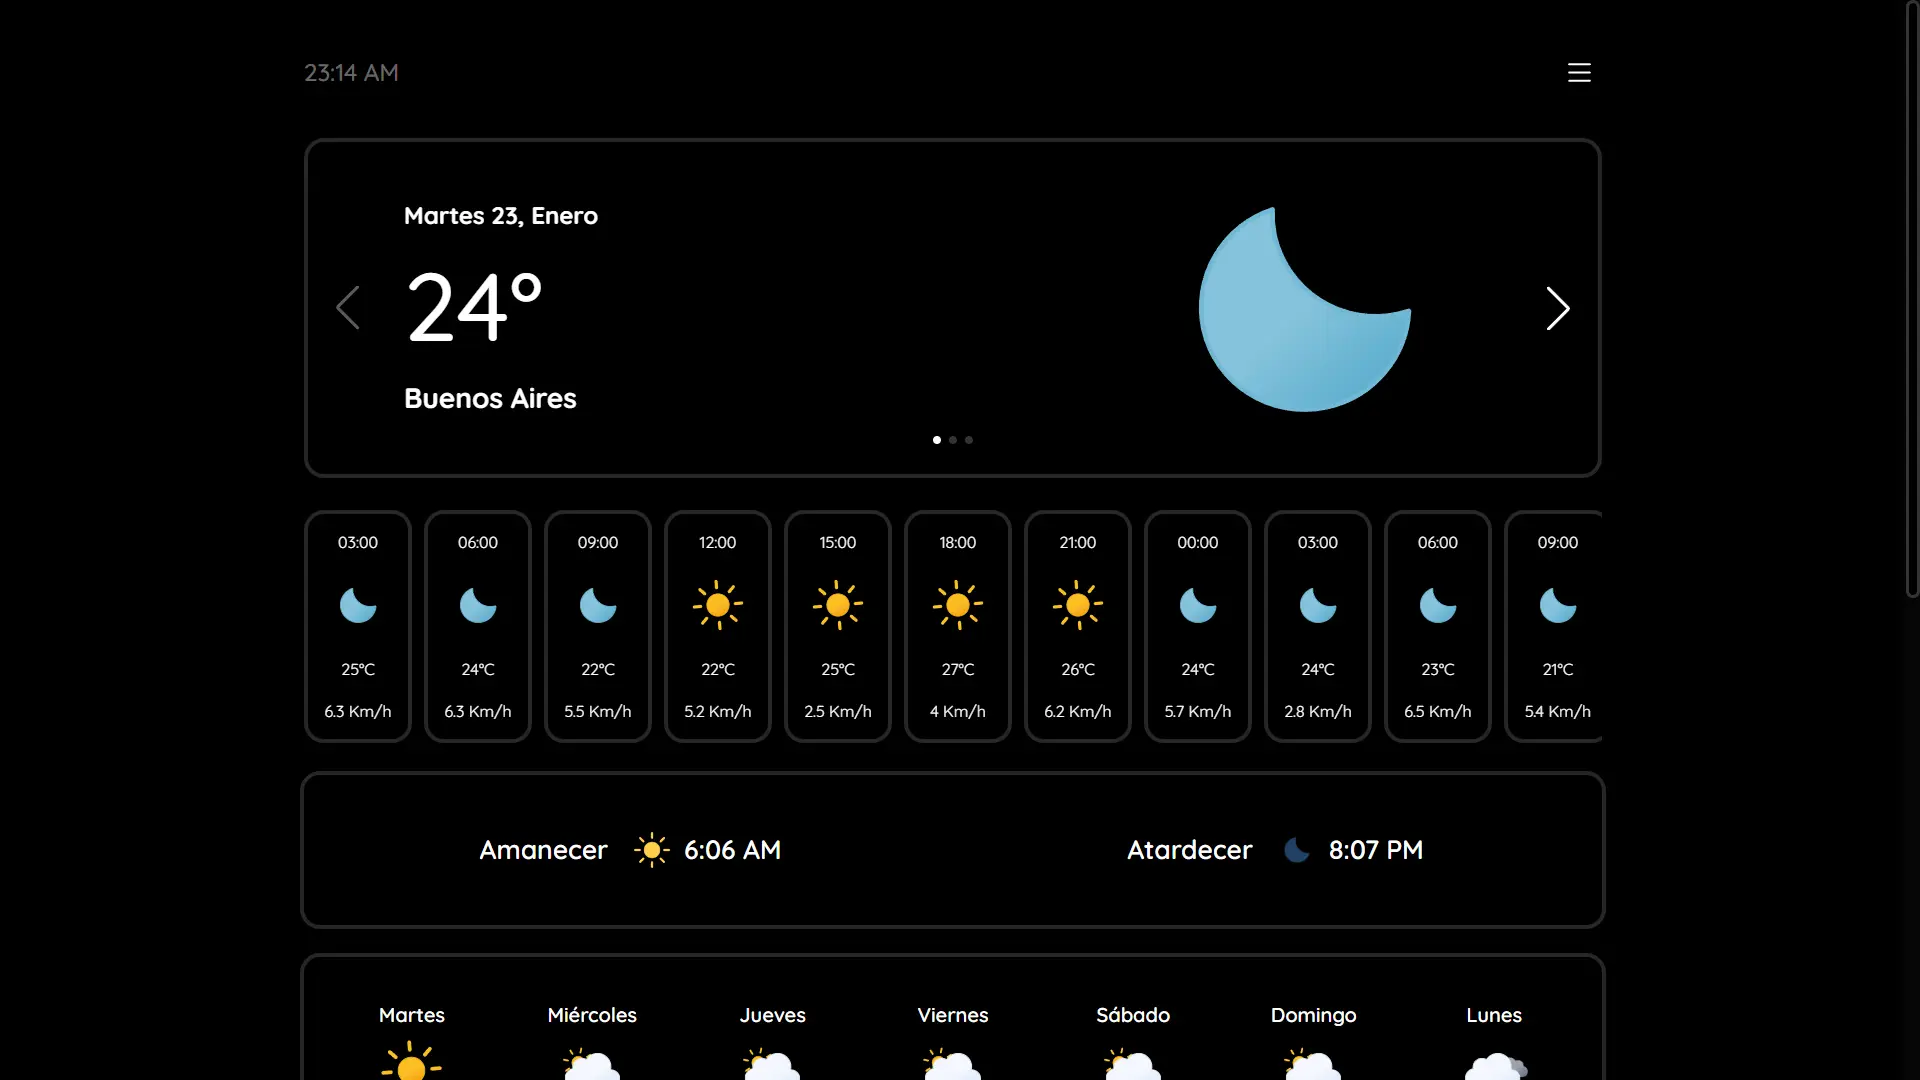 23:14 AM
Martes 23, Enero
24°
Buenos Aires
03:00 06:00 09:00 12:00 15:00 18:00 21:00 00:00 03:00 06:00 09:00
25°C 24°C 22°C 22°C 25°C 27°C 26°C 24°C 24°C 23°C 21°C
6.3 Km/h 6.3 Km/h 5.5 Km/h 5.2 Km/h 2.5 Km/h 4 Km/h 6.2 Km/h 5.7 Km/h 2.8 Km/h 6.5 Km/h 5.4 Km/h
Amanecer 6:06 AM Atardecer 8:07 PM
Martes Miércoles Jueves Viernes Sábado Domingo Lunes